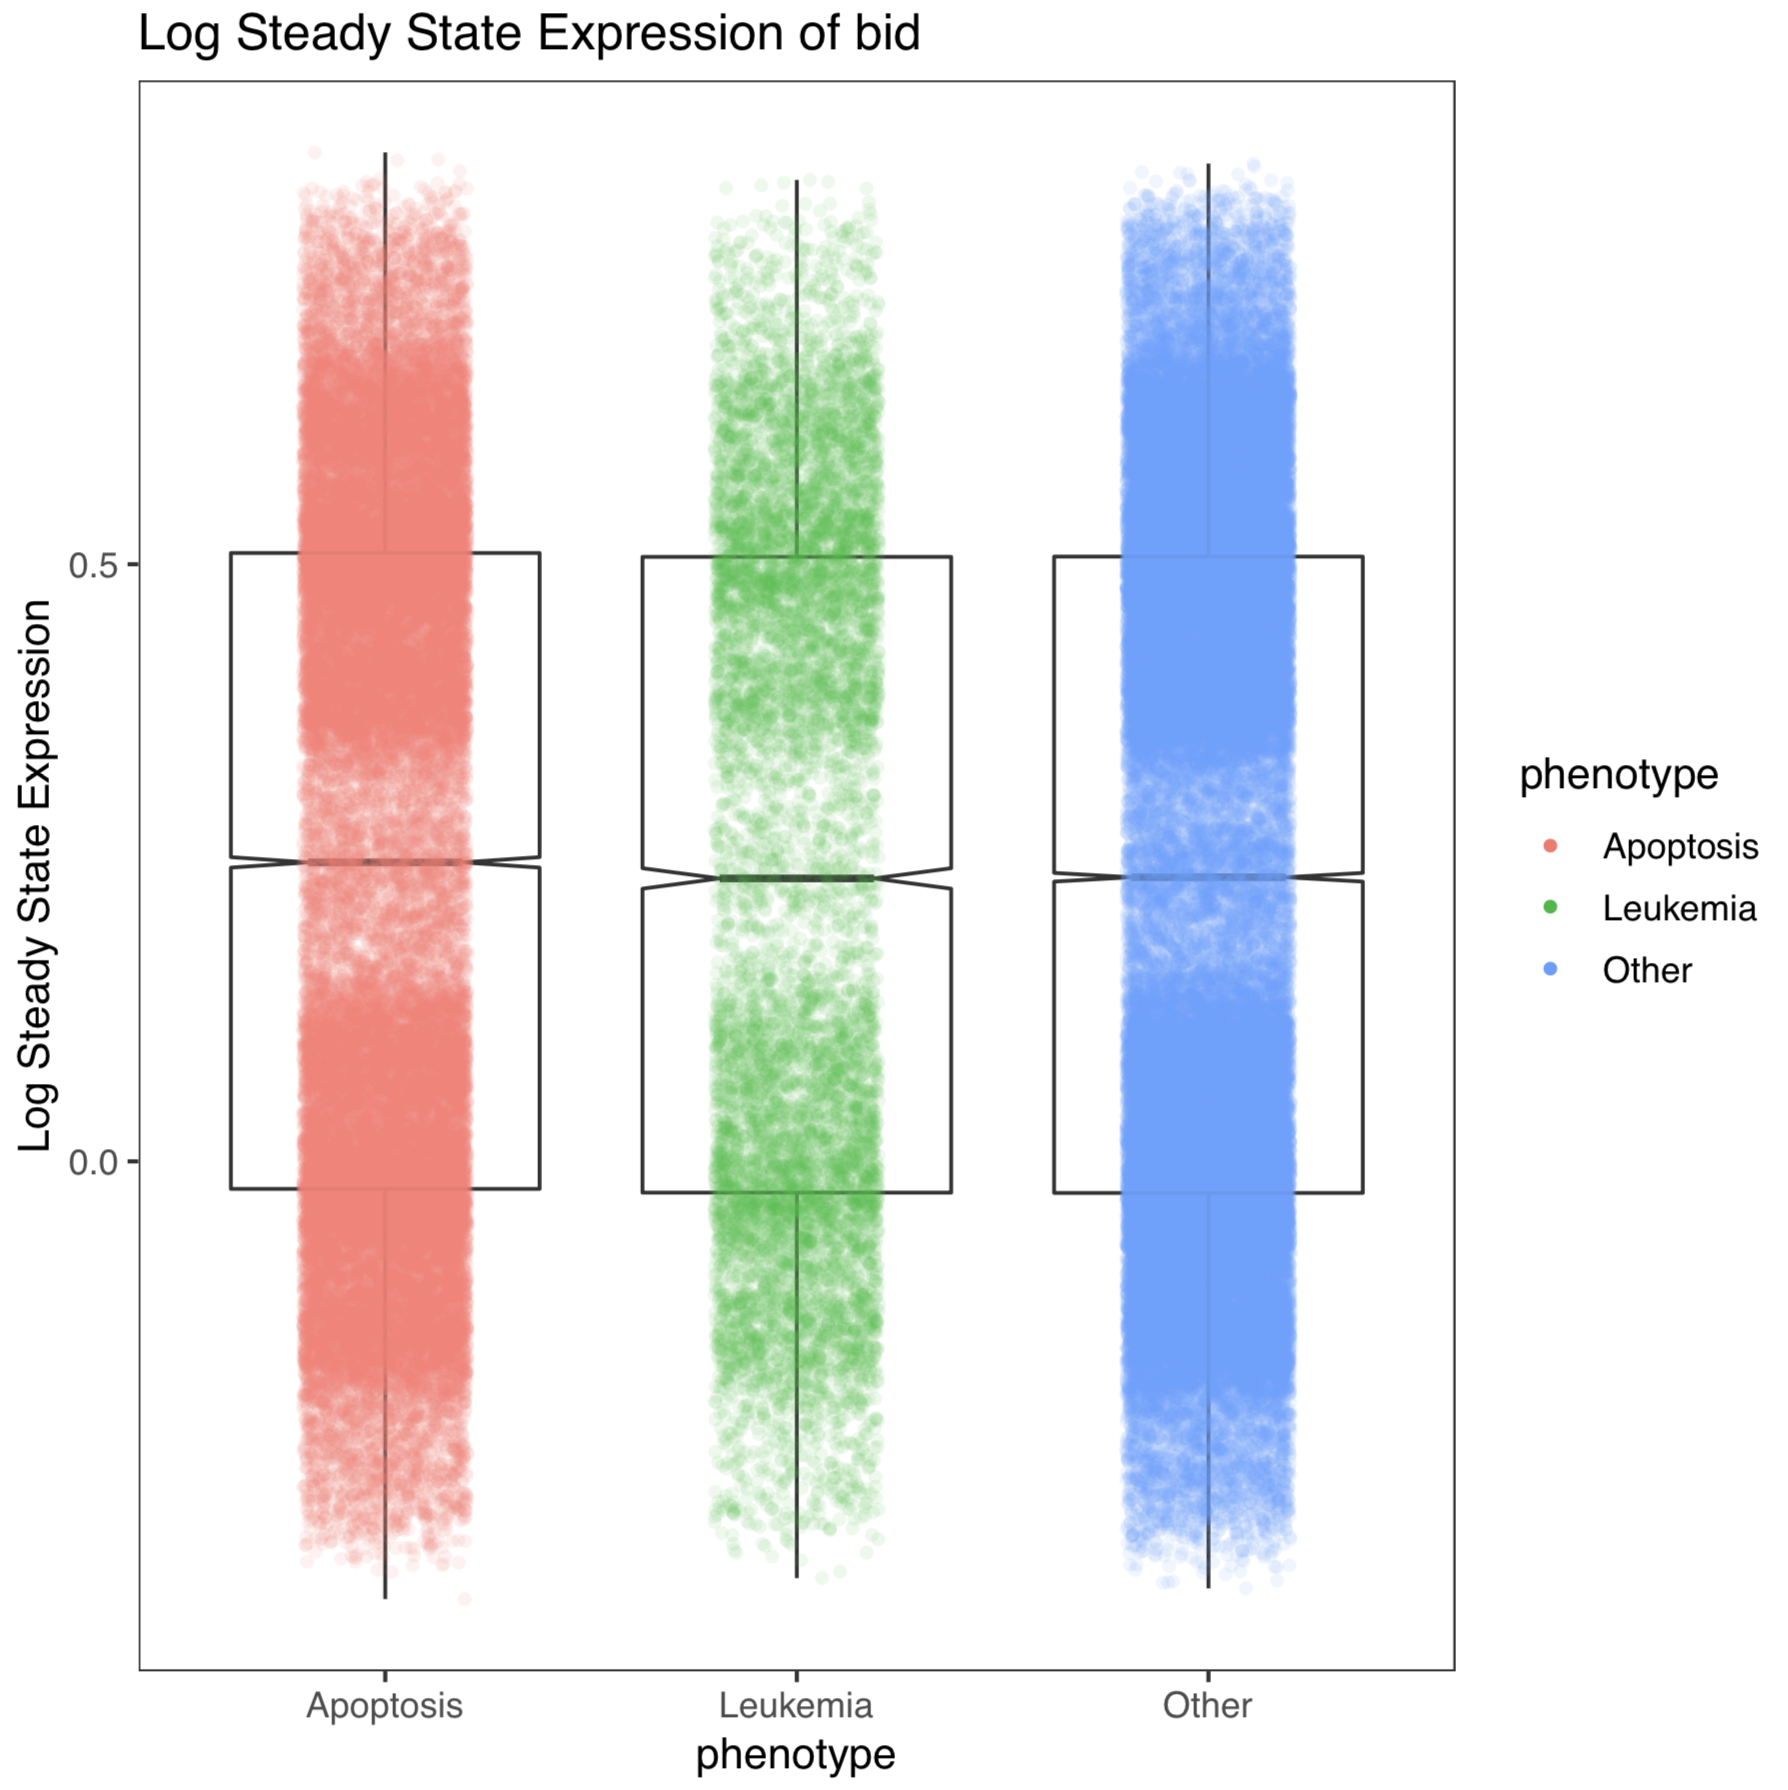 Log Steady State Expression of bid
Log Steady State Expression
0.5
0.0
Apoptosis
Leukemia
Other
phenotype
phenotype
Apoptosis
Leukemia
Other